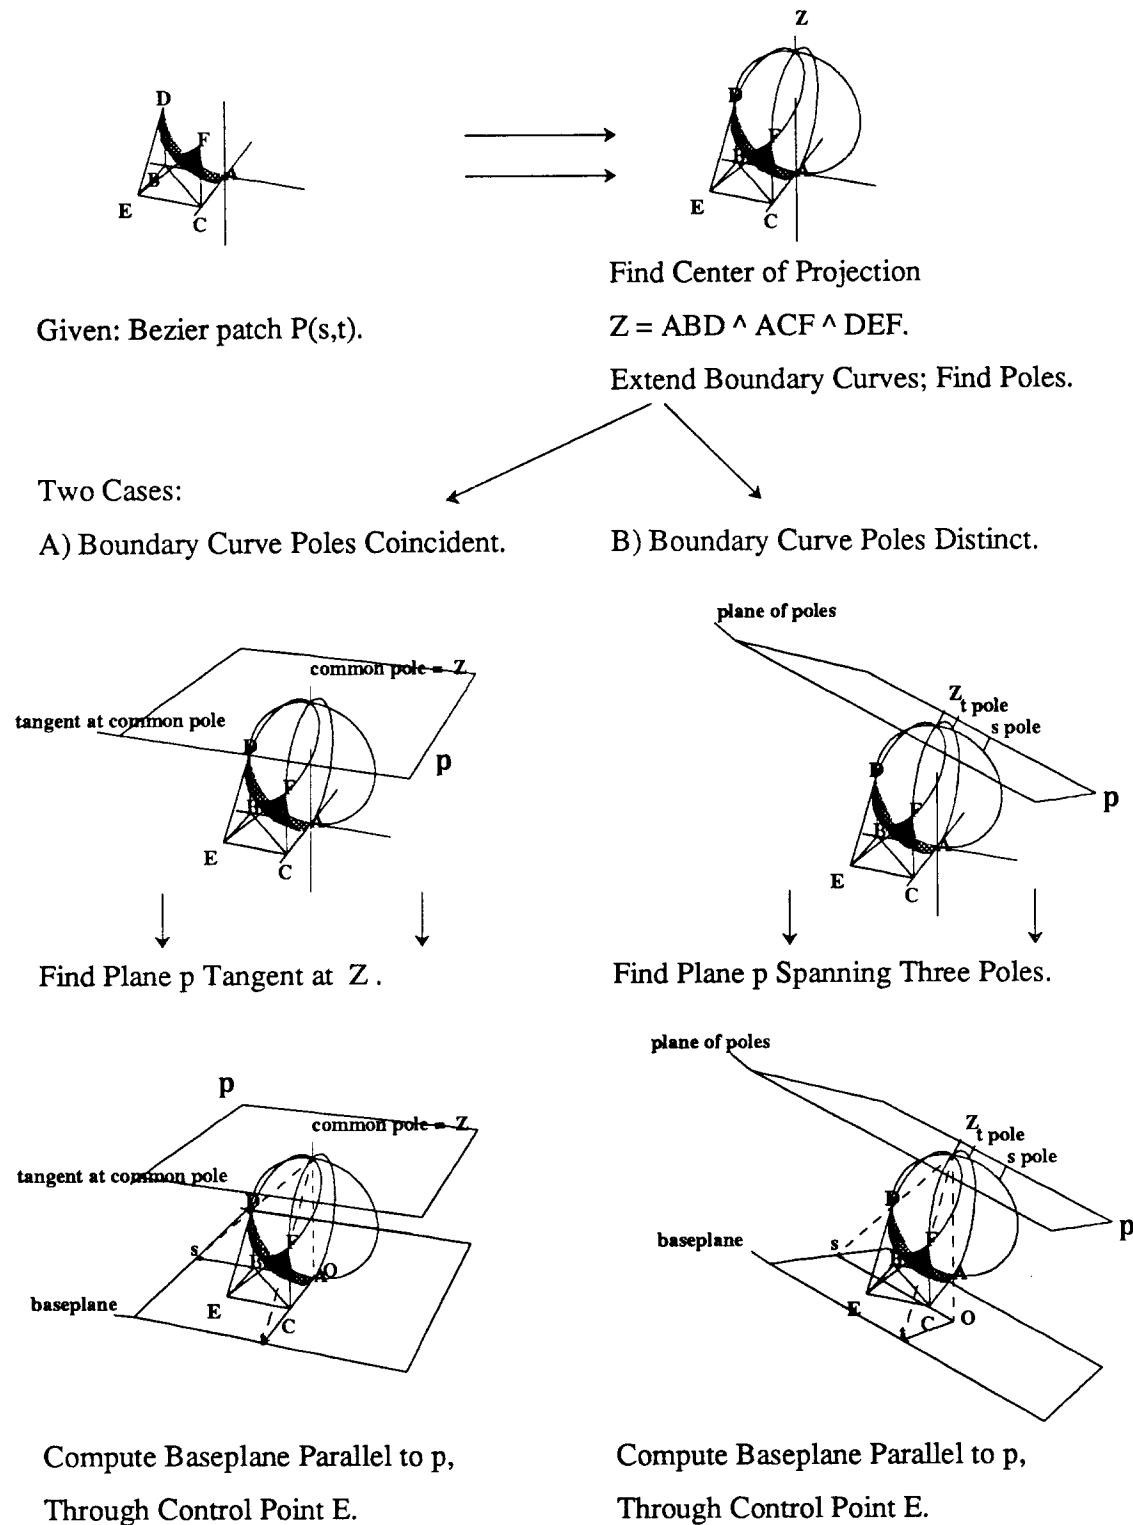 Z
D
F
B
A
E
C
D
F
B
A
E
C
Given: Bezier patch P(s,t).
Find Center of Projection
Z = ABD ^ ACF ^ DEF.
Extend Boundary Curves; Find Poles.
Two Cases:
A) Boundary Curve Poles Coincident.
B) Boundary Curve Poles Distinct.
common pole = Z
tangent at common pole
D
p
F
B
A
E
C
plane of poles
Z
t pole
s pole
D
p
F
B
A
E
C
Find Plane p Tangent at Z .
Find Plane p Spanning Three Poles.
p
common pole = Z
tangent at common pole
D
s
F
B
A
O
baseplane
E
C
t
plane of poles
Z
t pole
s pole
D
p
baseplane
s
F
B
A
E
C
O
t
Compute Baseplane Parallel to p,
Through Control Point E.
Compute Baseplane Parallel to p,
Through Control Point E.